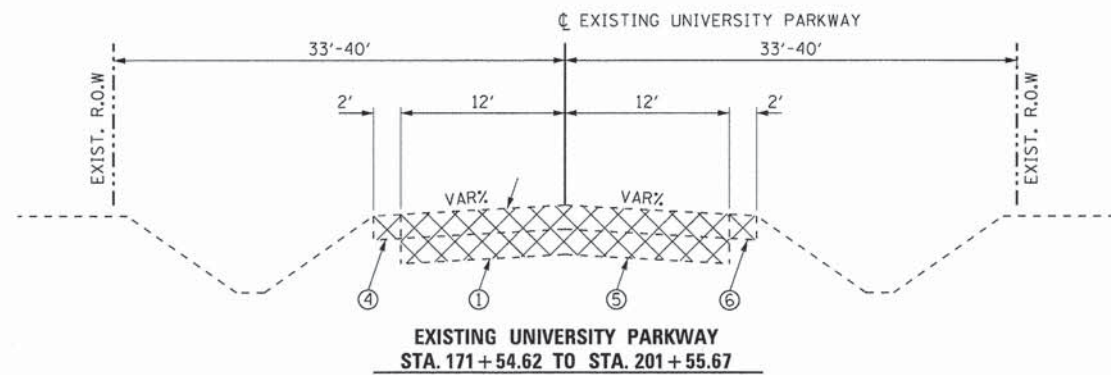 ℄ EXISTING UNIVERSITY PARKWAY
33'-40' 33'-40'
2' 12' 12' 2'
EXIST. R.O.W
EXIST. R.O.W
VAR% VAR%
④ ① ⑤ ⑥
EXISTING UNIVERSITY PARKWAY
STA. 171+54.62 TO STA. 201+55.67